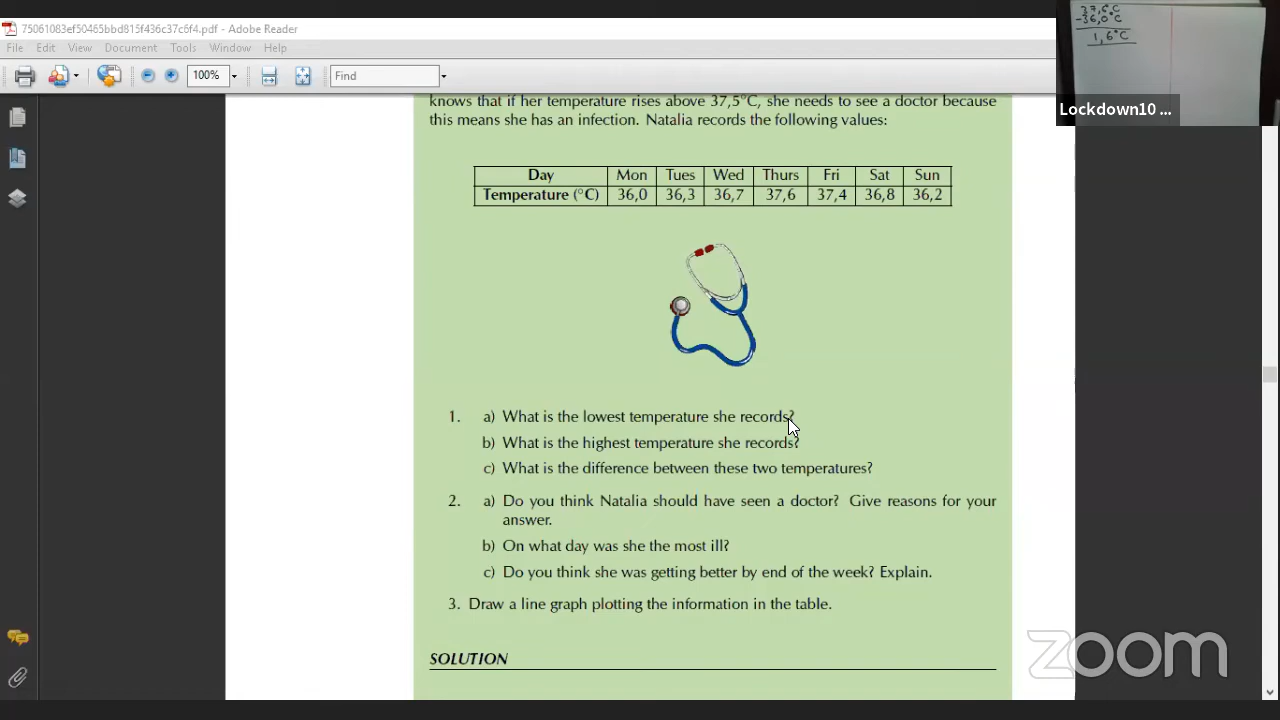 75061083ef50465bbd815f436c37c6f4.pdf - Adobe Reader
File Edit View Document Tools Window Help
100%
Find
37,6°C
-36,0°C
1,6°C
Lockdown10 ...
knows that if her temperature rises above 37,5°C, she needs to see a doctor because
this means she has an infection. Natalia records the following values:
Day Mon Tues Wed Thurs Fri Sat Sun
Temperature (°C) 36,0 36,3 36,7 37,6 37,4 36,8 36,2
1. a) What is the lowest temperature she records?
b) What is the highest temperature she records?
c) What is the difference between these two temperatures?
2. a) Do you think Natalia should have seen a doctor? Give reasons for your
answer.
b) On what day was she the most ill?
c) Do you think she was getting better by end of the week? Explain.
3. Draw a line graph plotting the information in the table.
SOLUTION
zoom